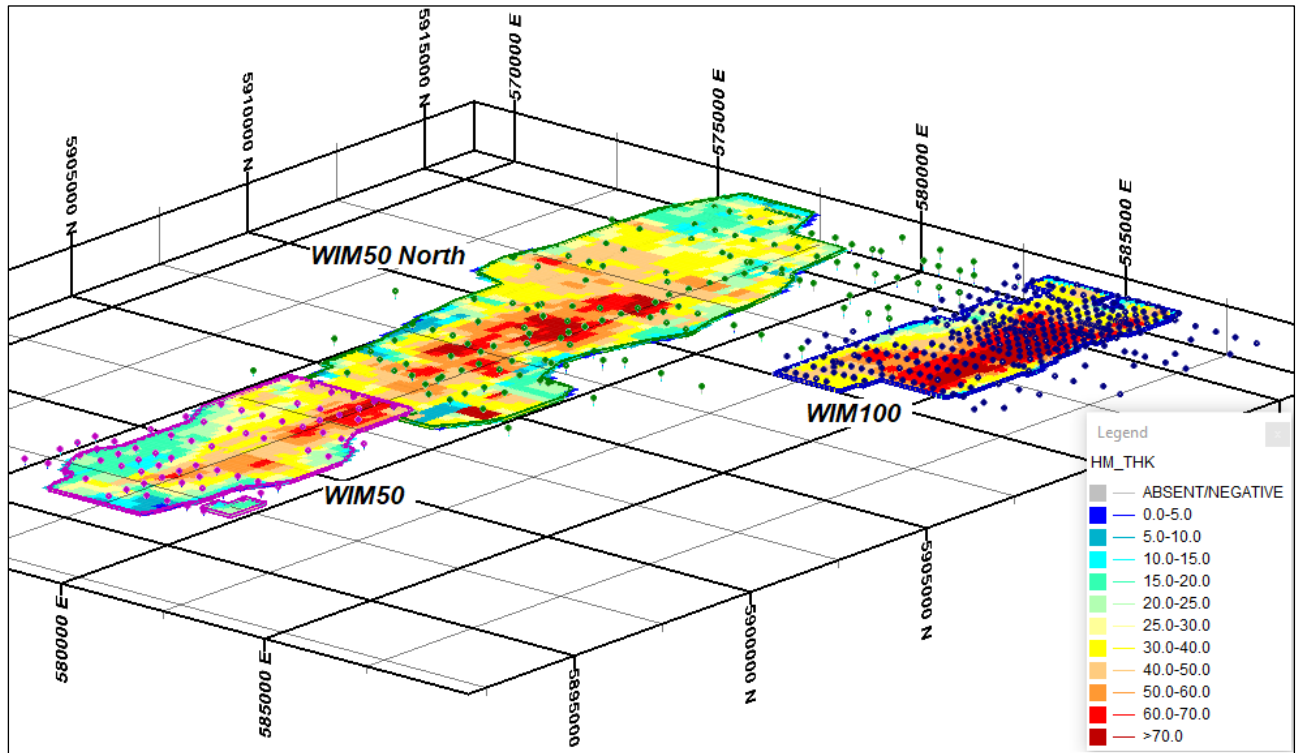 5915000 N
570000 E
5910000 N
575000 E
5905000 N
580000 E
585000 E
WIM50 North
WIM100
WIM50
580000 E
585000 E
5895000
5900000 N
5905000 N
Legend
HM_THK
ABSENT/NEGATIVE
0.0-5.0
5.0-10.0
10.0-15.0
15.0-20.0
20.0-25.0
25.0-30.0
30.0-40.0
40.0-50.0
50.0-60.0
60.0-70.0
>70.0